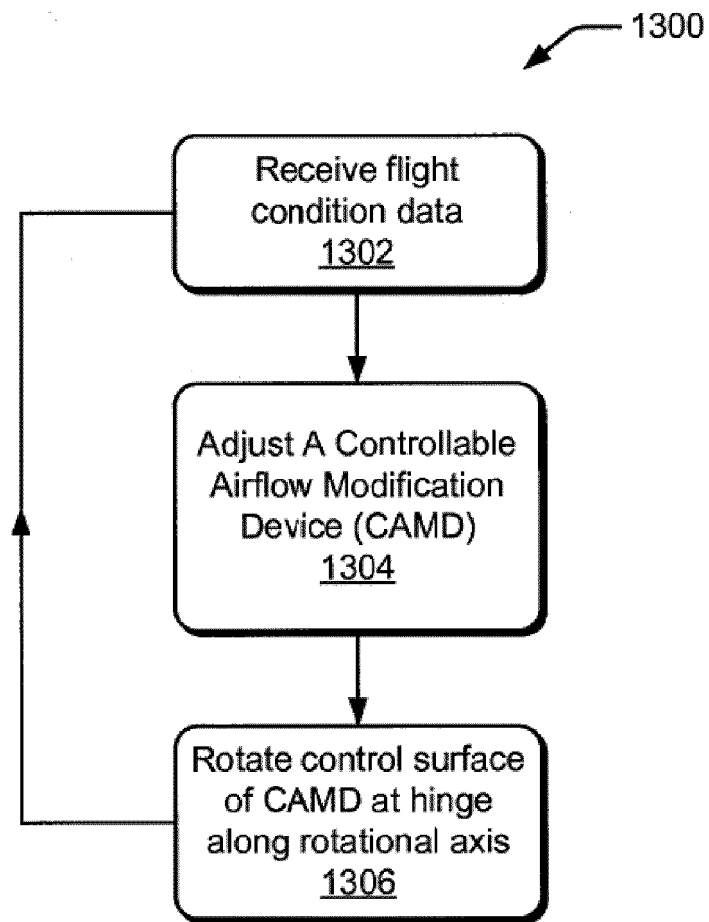 1300
Receive flight
condition data
1302
Adjust A Controllable
Airflow Modification
Device (CAMD)
1304
Rotate control surface
of CAMD at hinge
along rotational axis
1306